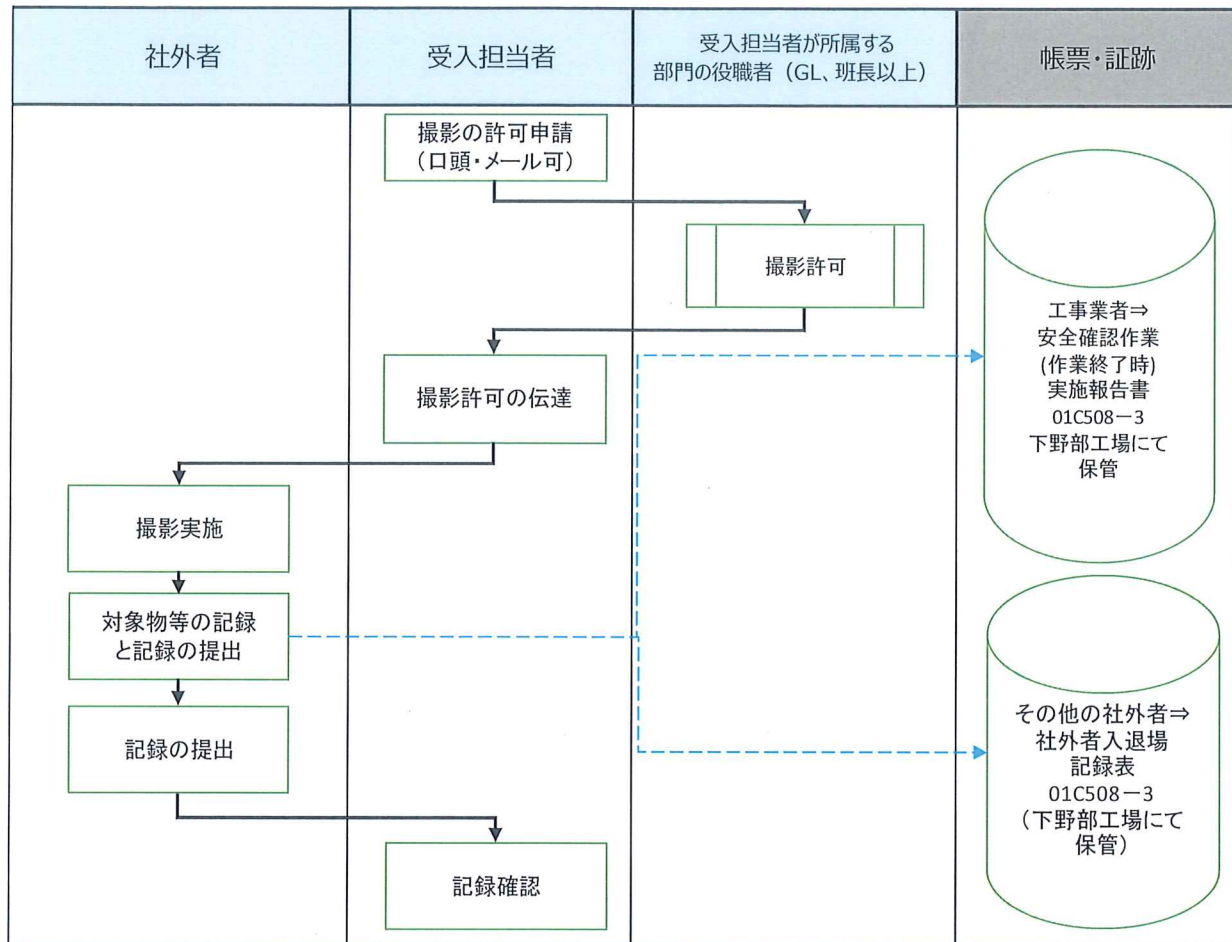 社外者
受入担当者
受入担当者が所属する
部門の役職者（GL、班長以上）
帳票・証跡
撮影の許可申請
（口頭・メール可）
撮影許可
撮影許可の伝達
撮影実施
対象物等の記録
と記録の提出
記録の提出
記録確認
工事業者⇒
安全確認作業
(作業終了時)
実施報告書
01C508－3
下野部工場にて
保管
その他の社外者⇒
社外者入退場
記録表
01C508－3
（下野部工場にて
保管）